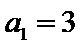 a₁ = 3